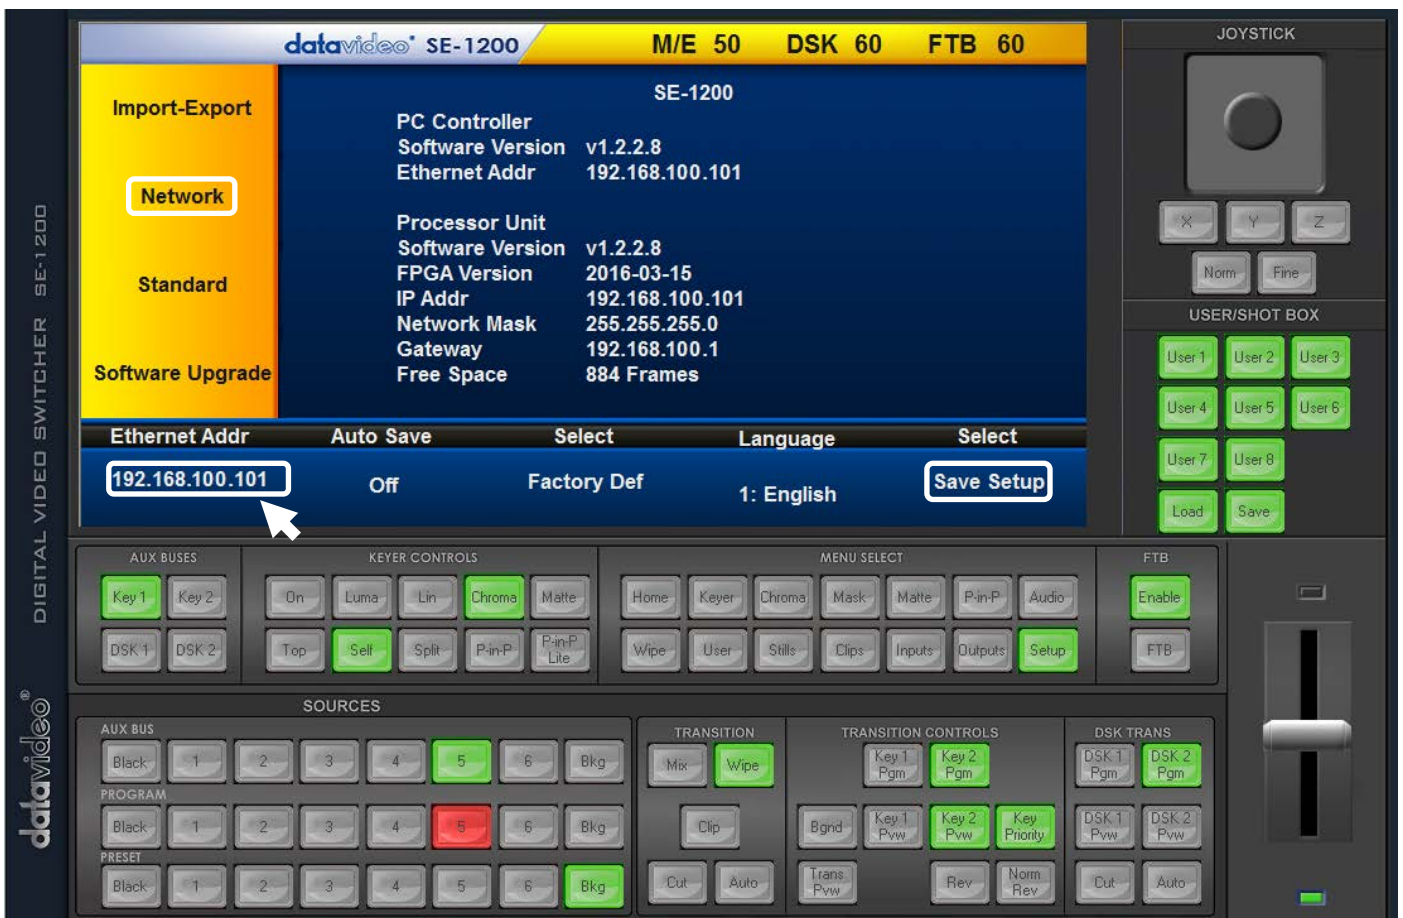 datavideo SE-1200 M/E 50 DSK 60 FTB 60
JOYSTICK
SE-1200
Import-Export
PC Controller
Software Version v1.2.2.8
Ethernet Addr 192.168.100.101
Network
Processor Unit
Software Version v1.2.2.8
FPGA Version 2016-03-15
IP Addr 192.168.100.101
Network Mask 255.255.255.0
Gateway 192.168.100.1
Free Space 884 Frames
Standard
Software Upgrade
Ethernet Addr Auto Save Select Language Select
192.168.100.101 Off Factory Def 1: English Save Setup
X Y Z
Norm Fine
USER/SHOT BOX
User 1 User 2 User 3
User 4 User 5 User 6
User 7 User 8
Load Save
DIGITAL VIDEO SWITCHER SE-1200
datavideo®
AUX BUSES KEYER CONTROLS MENU SELECT FTB
Key 1 Key 2 On Luma Lin Chroma Matte Home Keyer Chroma Mask Matte P-in-P Audio Enable
DSK 1 DSK 2 Top Self Split P-in-P P-in-P Lite Wipe User Stills Clips Inputs Outputs Setup FTB
SOURCES
AUX BUS
Black 1 2 3 4 5 6 Bkg
PROGRAM
Black 1 2 3 4 5 6 Bkg
PRESET
Black 1 2 3 4 5 6 Bkg
TRANSITION
Mix Wipe
Clip
Cut Auto
TRANSITION CONTROLS
Key 1 Pgm Key 2 Pgm
Bgnd Key 1 Pvw Key 2 Pvw Key Priority
Trans Pvw Rev Norm Rev
DSK TRANS
DSK 1 Pgm DSK 2 Pgm
DSK 1 Pvw DSK 2 Pvw
Cut Auto